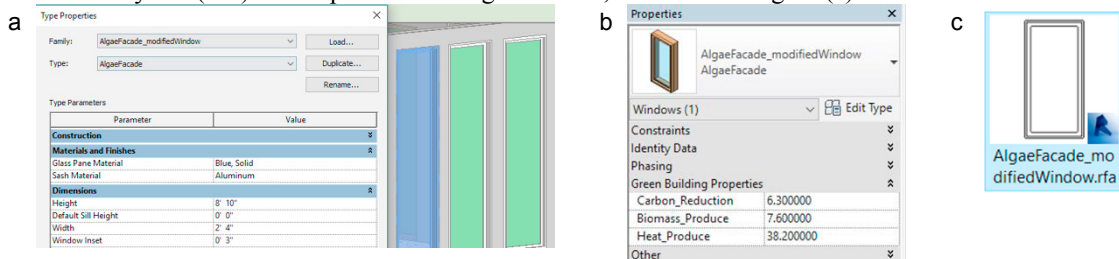 a
Type Properties
Family: AlgaeFacade_modifiedWindow Load...
Type: AlgaeFacade Duplicate...
Rename...
Type Parameters
Parameter Value
Construction
Materials and Finishes
Glass Pane Material Blue, Solid
Sash Material Aluminum
Dimensions
Height 8' 10"
Default Sill Height 0' 0"
Width 2' 4"
Window Inset 0' 3"
b
Properties
AlgaeFacade_modifiedWindow
AlgaeFacade
Windows (1) Edit Type
Constraints
Identity Data
Phasing
Green Building Properties
Carbon_Reduction 6.300000
Biomass_Produce 7.600000
Heat_Produce 38.200000
Other
c
R
AlgaeFacade_mo
difiedWindow.rfa